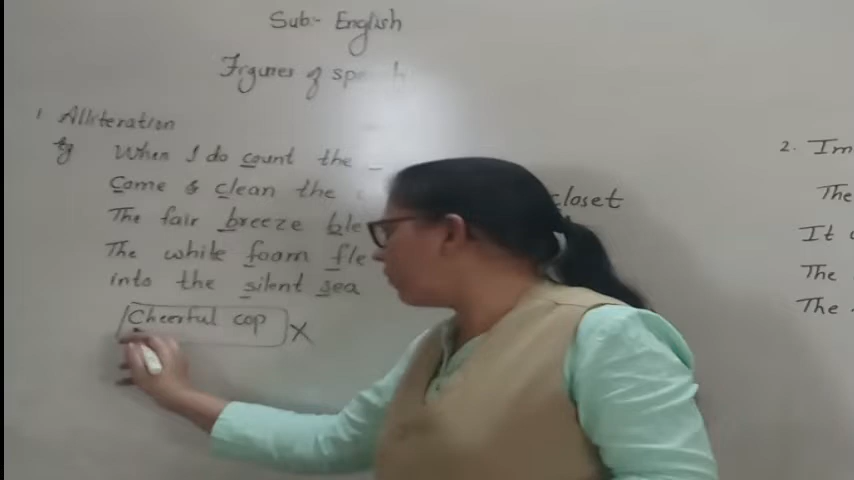 Sub:- English
Figures of speech
1 Alliteration
eg When I do count the
Come & clean the closet
The fair breeze ble
The white foam fle
into the silent sea
Cheerful cop X
2. Im
The
It
The
The